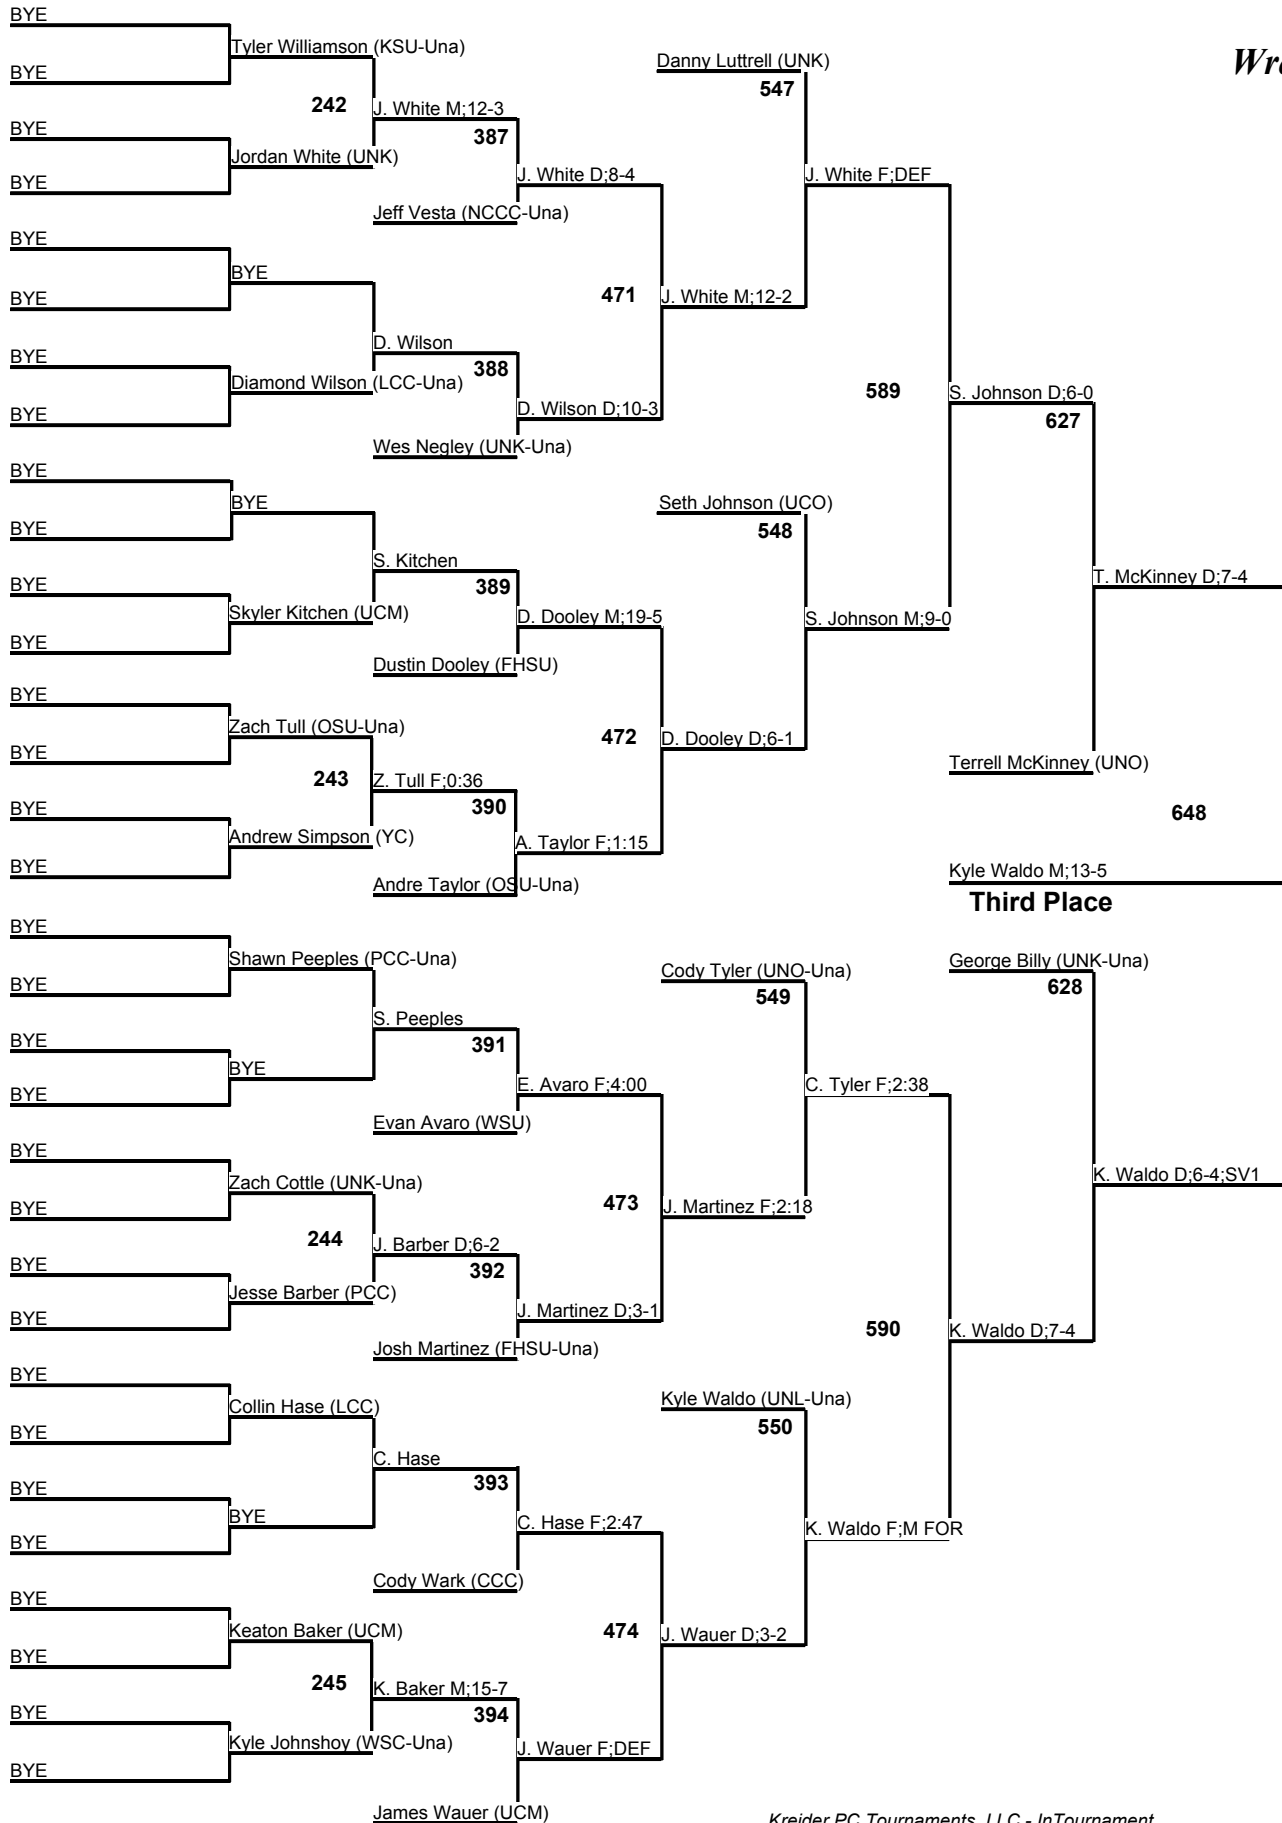 BYE
Tyler Williamson (KSU-Una)
Danny Luttrell (UNK)
BYE
547
242
J. White M;12-3
BYE
387
Jordan White (UNK)
J. White D;8-4
J. White F;DEF
BYE
Jeff Vesta (NCCC-Una)
BYE
BYE
471
J. White M;12-2
BYE
D. Wilson
BYE
388
Diamond Wilson (LCC-Una)
589
S. Johnson D;6-0
D. Wilson D;10-3
BYE
627
Wes Negley (UNK-Una)
BYE
BYE
Seth Johnson (UCO)
BYE
548
S. Kitchen
T. McKinney D;7-4
BYE
389
Skyler Kitchen (UCM)
D. Dooley M;19-5
S. Johnson M;9-0
BYE
Dustin Dooley (FHSU)
BYE
Zach Tull (OSU-Una)
472
D. Dooley D;6-1
BYE
Terrell McKinney (UNO)
243
Z. Tull F;0:36
BYE
390
648
Andrew Simpson (YC)
A. Taylor F;1:15
BYE
Kyle Waldo M;13-5
Andre Taylor (OSU-Una)
Third Place
BYE
Shawn Peeples (PCC-Una)
George Billy (UNK-Una)
Cody Tyler (UNO-Una)
BYE
628
549
S. Peeples
BYE
391
BYE
E. Avaro F;4:00
C. Tyler F;2:38
BYE
Evan Avaro (WSU)
BYE
Zach Cottle (UNK-Una)
K. Waldo D;6-4;SV1
BYE
473
J. Martinez F;2:18
244
J. Barber D;6-2
BYE
392
Jesse Barber (PCC)
J. Martinez D;3-1
BYE
590
K. Waldo D;7-4
Josh Martinez (FHSU-Una)
BYE
Collin Hase (LCC)
Kyle Waldo (UNL-Una)
BYE
550
C. Hase
BYE
393
BYE
C. Hase F;2:47
K. Waldo F;M FOR
BYE
Cody Wark (CCC)
BYE
Keaton Baker (UCM)
474
J. Wauer D;3-2
BYE
245
K. Baker M;15-7
BYE
394
Kyle Johnshoy (WSC-Una)
J. Wauer F;DEF
BYE
James Wauer (UCM)
Kreider PC Tournaments, LLC - InTournament